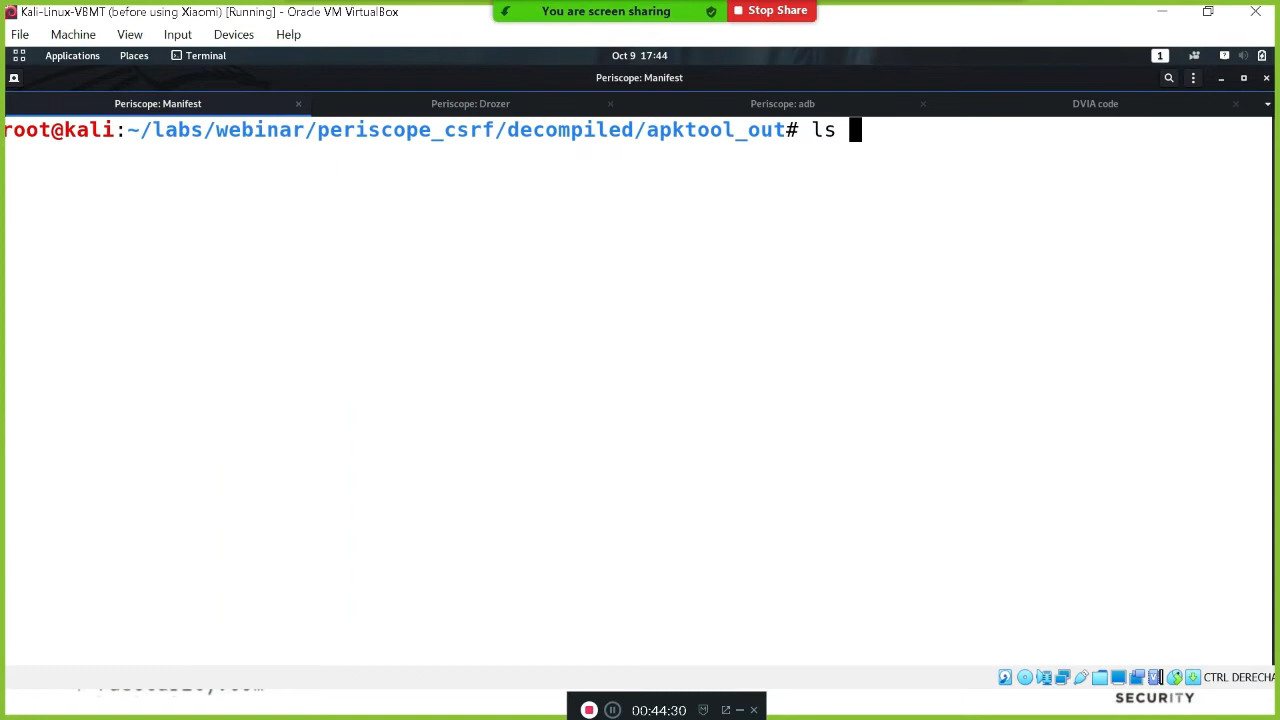 Kali-Linux-VBMT (before using Xiaomi) [Running] - Oracle VM VirtualBox
You are screen sharing
Stop Share
File Machine View Input Devices Help
Applications Places Terminal
Oct 9 17:44
1
Periscope: Manifest
Periscope: Manifest
Periscope: Drozer
Periscope: adb
DVIA code
root@kali:~/labs/webinar/periscope_csrf/decompiled/apktool_out# ls
CTRL DERECHA
SECURITY
00:44:30